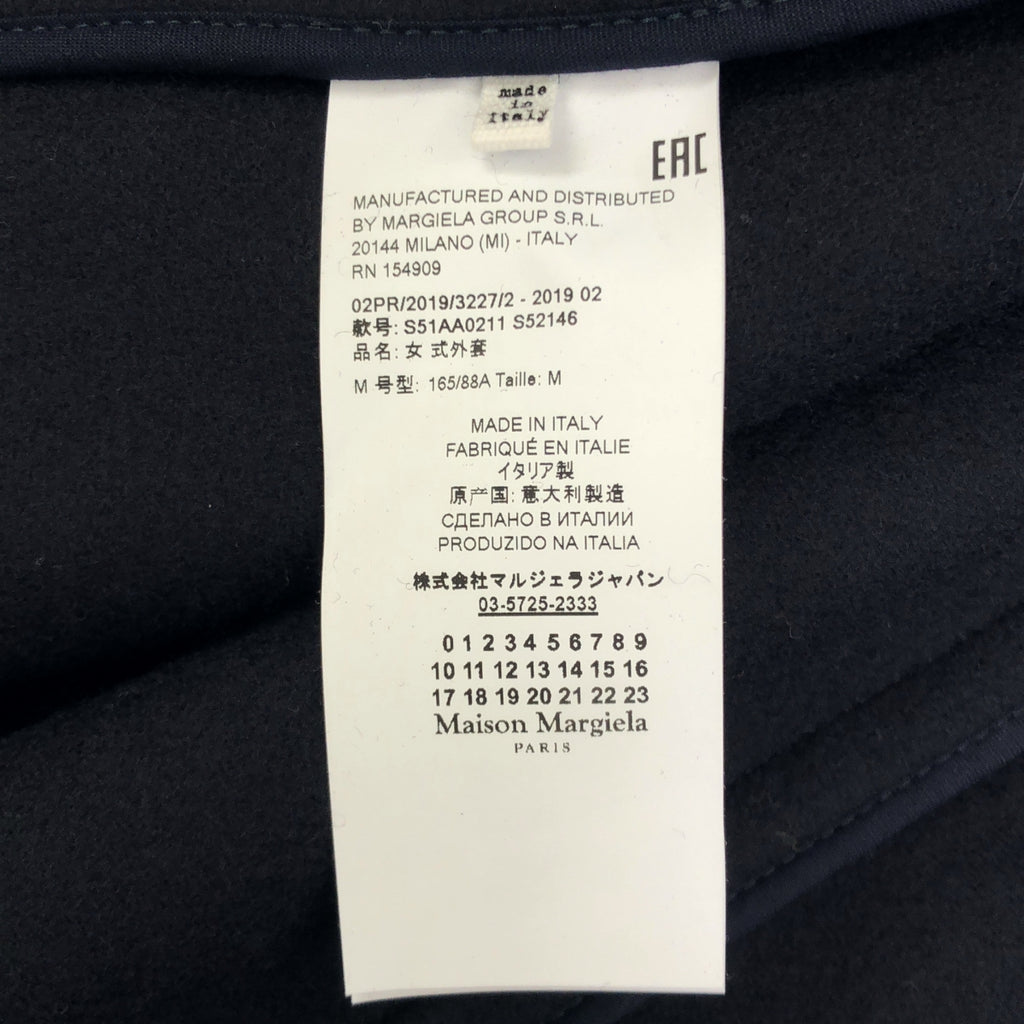 made
in
Italy
EAC
MANUFACTURED AND DISTRIBUTED
BY MARGIELA GROUP S.R.L.
20144 MILANO (MI) - ITALY
RN 154909
02PR/2019/3227/2 - 2019 02
款号: S51AA0211 S52146
品名: 女 式外套
M 号型: 165/88A Taille: M
MADE IN ITALY
FABRIQUÉ EN ITALIE
イタリア製
原产国: 意大利製造
СДЕЛАНО В ИТАЛИИ
PRODUZIDO NA ITALIA
株式会社マルジェラジャパン
03-5725-2333
0 1 2 3 4 5 6 7 8 9
10 11 12 13 14 15 16
17 18 19 20 21 22 23
Maison Margiela
PARIS